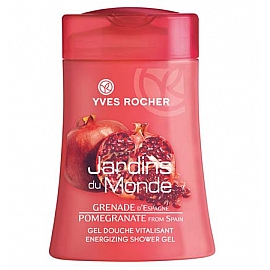 YVES ROCHER
Jardins
du Monde
GRENADE D'ESPAGNE
POMEGRANATE FROM SPAIN
GEL DOUCHE VITALISANT
ENERGIZING SHOWER GEL